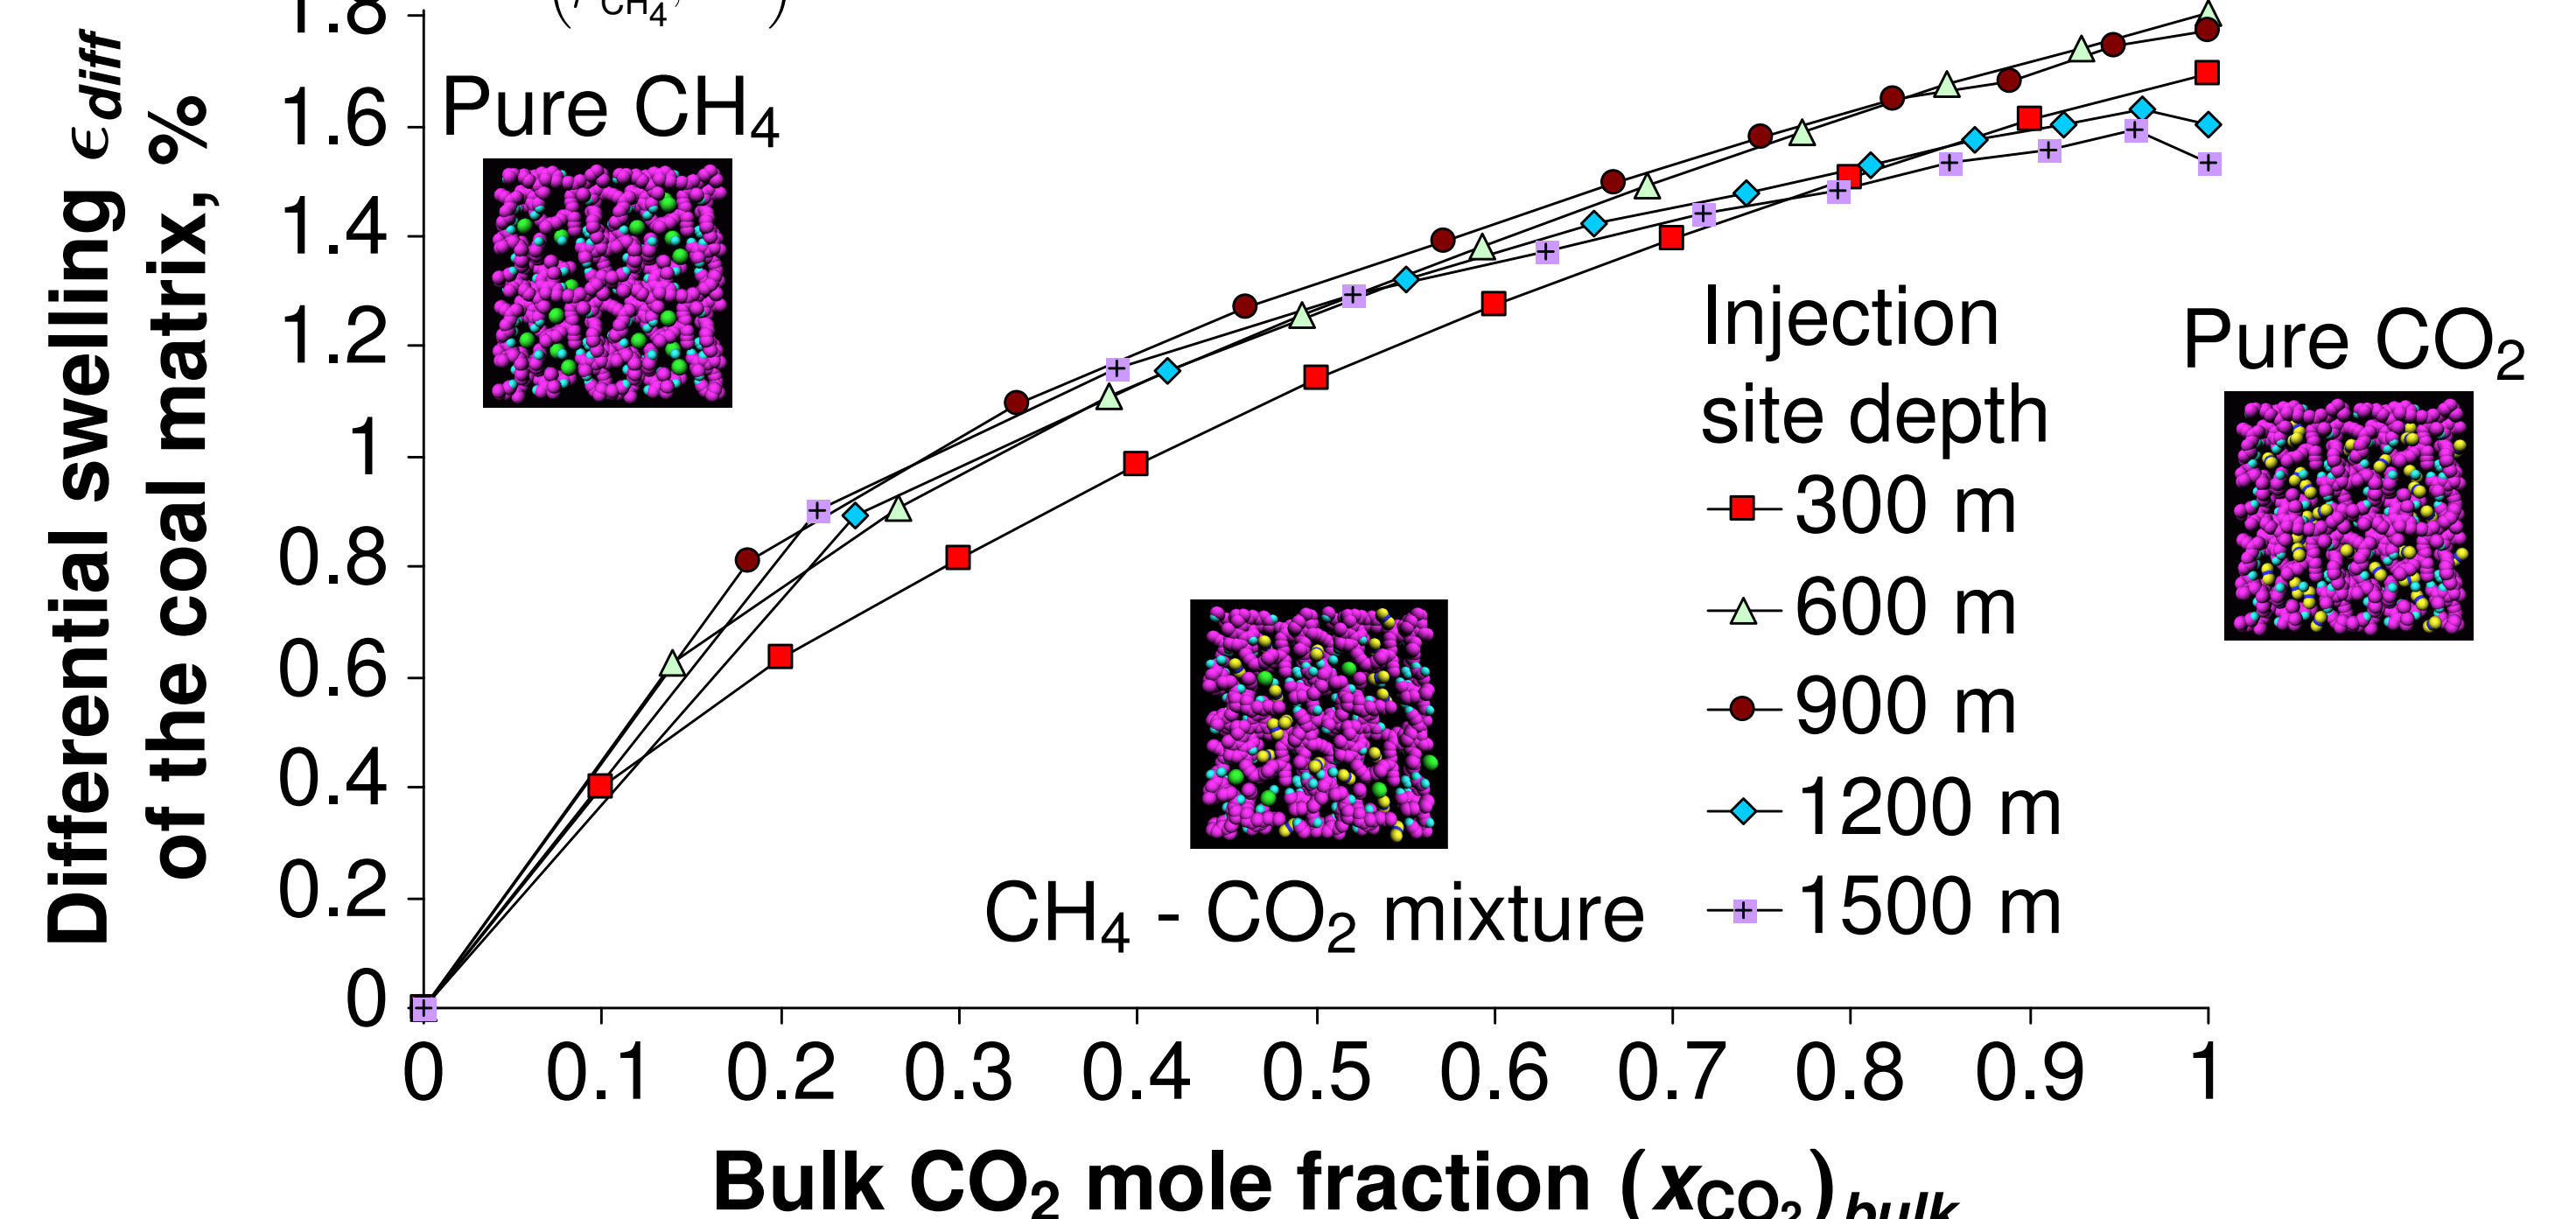 1.8
1.6
1.4
1.2
1
0.8
0.6
0.4
0.2
0
Differential swelling ϵdiff
of the coal matrix, %
CH₄,
Pure CH₄
Pure CO₂
CH₄ - CO₂ mixture
Injection
site depth
300 m
600 m
900 m
1200 m
1500 m
0 0.1 0.2 0.3 0.4 0.5 0.6 0.7 0.8 0.9 1
Bulk CO₂ mole fraction (xCO₂)bulk